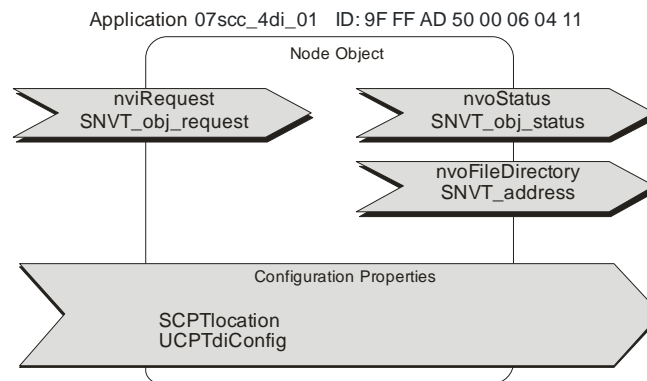 Application 07scc_4di_01 ID: 9F FF AD 50 00 06 04 11
Node Object
nviRequest
SNVT_obj_request
nvoStatus
SNVT_obj_status
nvoFileDirectory
SNVT_address
Configuration Properties
SCPTlocation
UCPTdiConfig